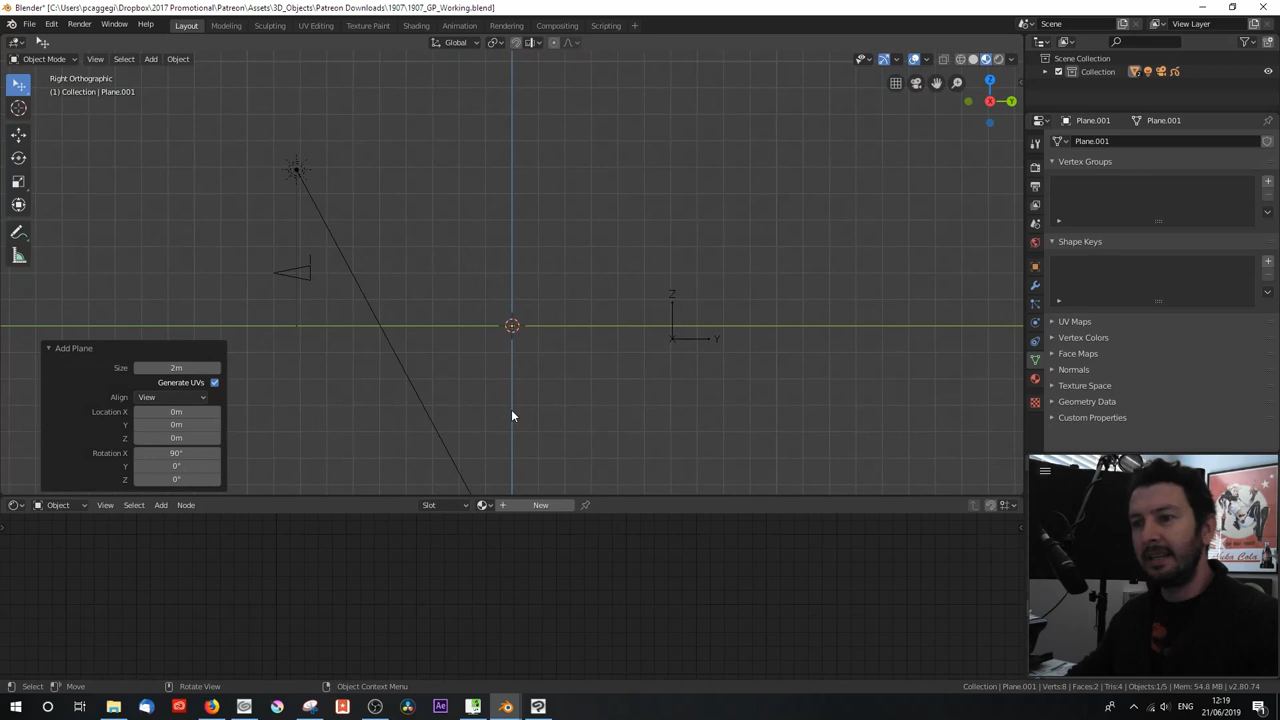 Blender* [C:\Users\pcaggegi\Dropbox\2017 Promotional\Patreon\Assets\3D_Objects\Patreon Downloads\1907\1907_GP_Working.blend]
File Edit Render Window Help Layout Modeling Sculpting UV Editing Texture Paint Shading Animation Rendering Compositing Scripting + Scene View Layer
Global
Object Mode View Select Add Object
Right Orthographic
(1) Collection | Plane.001
Z
X
Y
Z
X
Y
Scene Collection
Collection
Plane.001 Plane.001
Plane.001
Vertex Groups
Shape Keys
UV Maps
Vertex Colors
Face Maps
Normals
Texture Space
Geometry Data
Custom Properties
Add Plane
Size 2m
Generate UVs
Align View
Location X 0m
Y 0m
Z 0m
Rotation X 90°
Y 0°
Z 0°
Object View Select Add Node Slot New
Cola
Select Move Rotate View Object Context Menu Collection | Plane.001 | Verts:8 | Faces:2 | Tris:4 | Objects:1/5 | Mem: 54.8 MB | v2.80.74
Ae ENG 12:19
21/06/2019